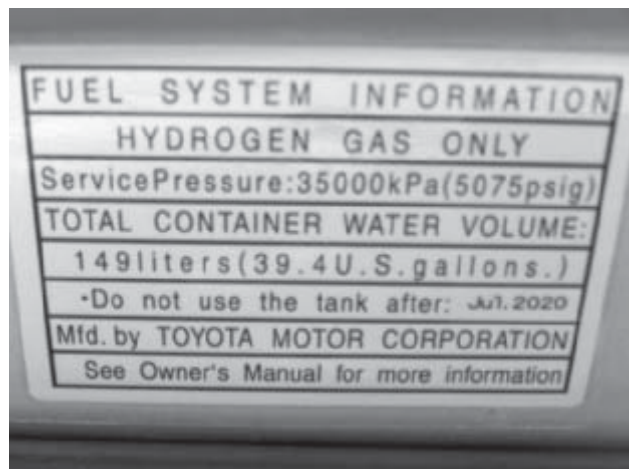 FUEL SYSTEM INFORMATION
HYDROGEN GAS ONLY
ServicePressure:35000kPa(5075psig)
TOTAL CONTAINER WATER VOLUME:
149liters(39.4U.S.gallons.)
·Do not use the tank after: Jul.2020
Mfd.by TOYOTA MOTOR CORPORATION
See Owner's Manual for more information